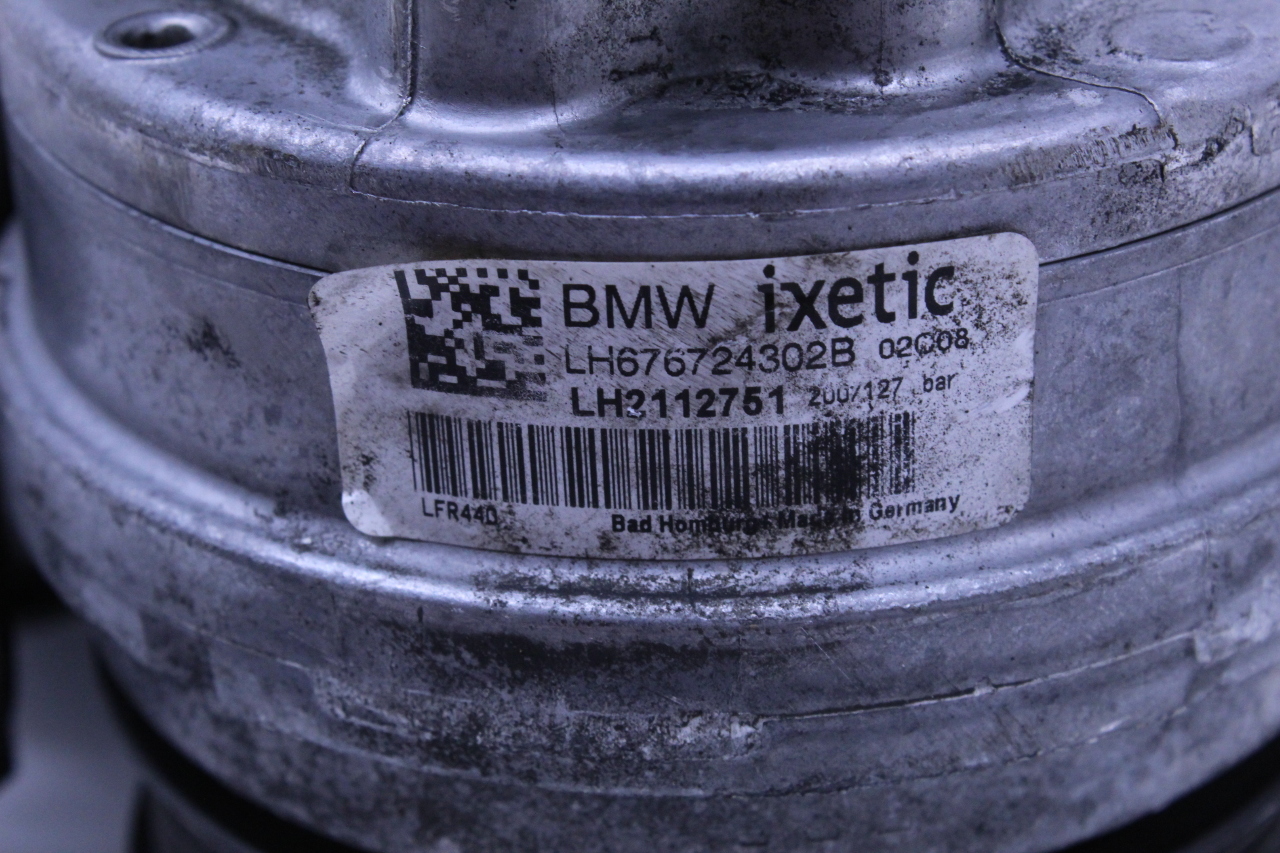 BMW ixetic
LH676724302B 02C08
LH2112751 200/127 bar
LFR440 Bad Homburg Made in Germany